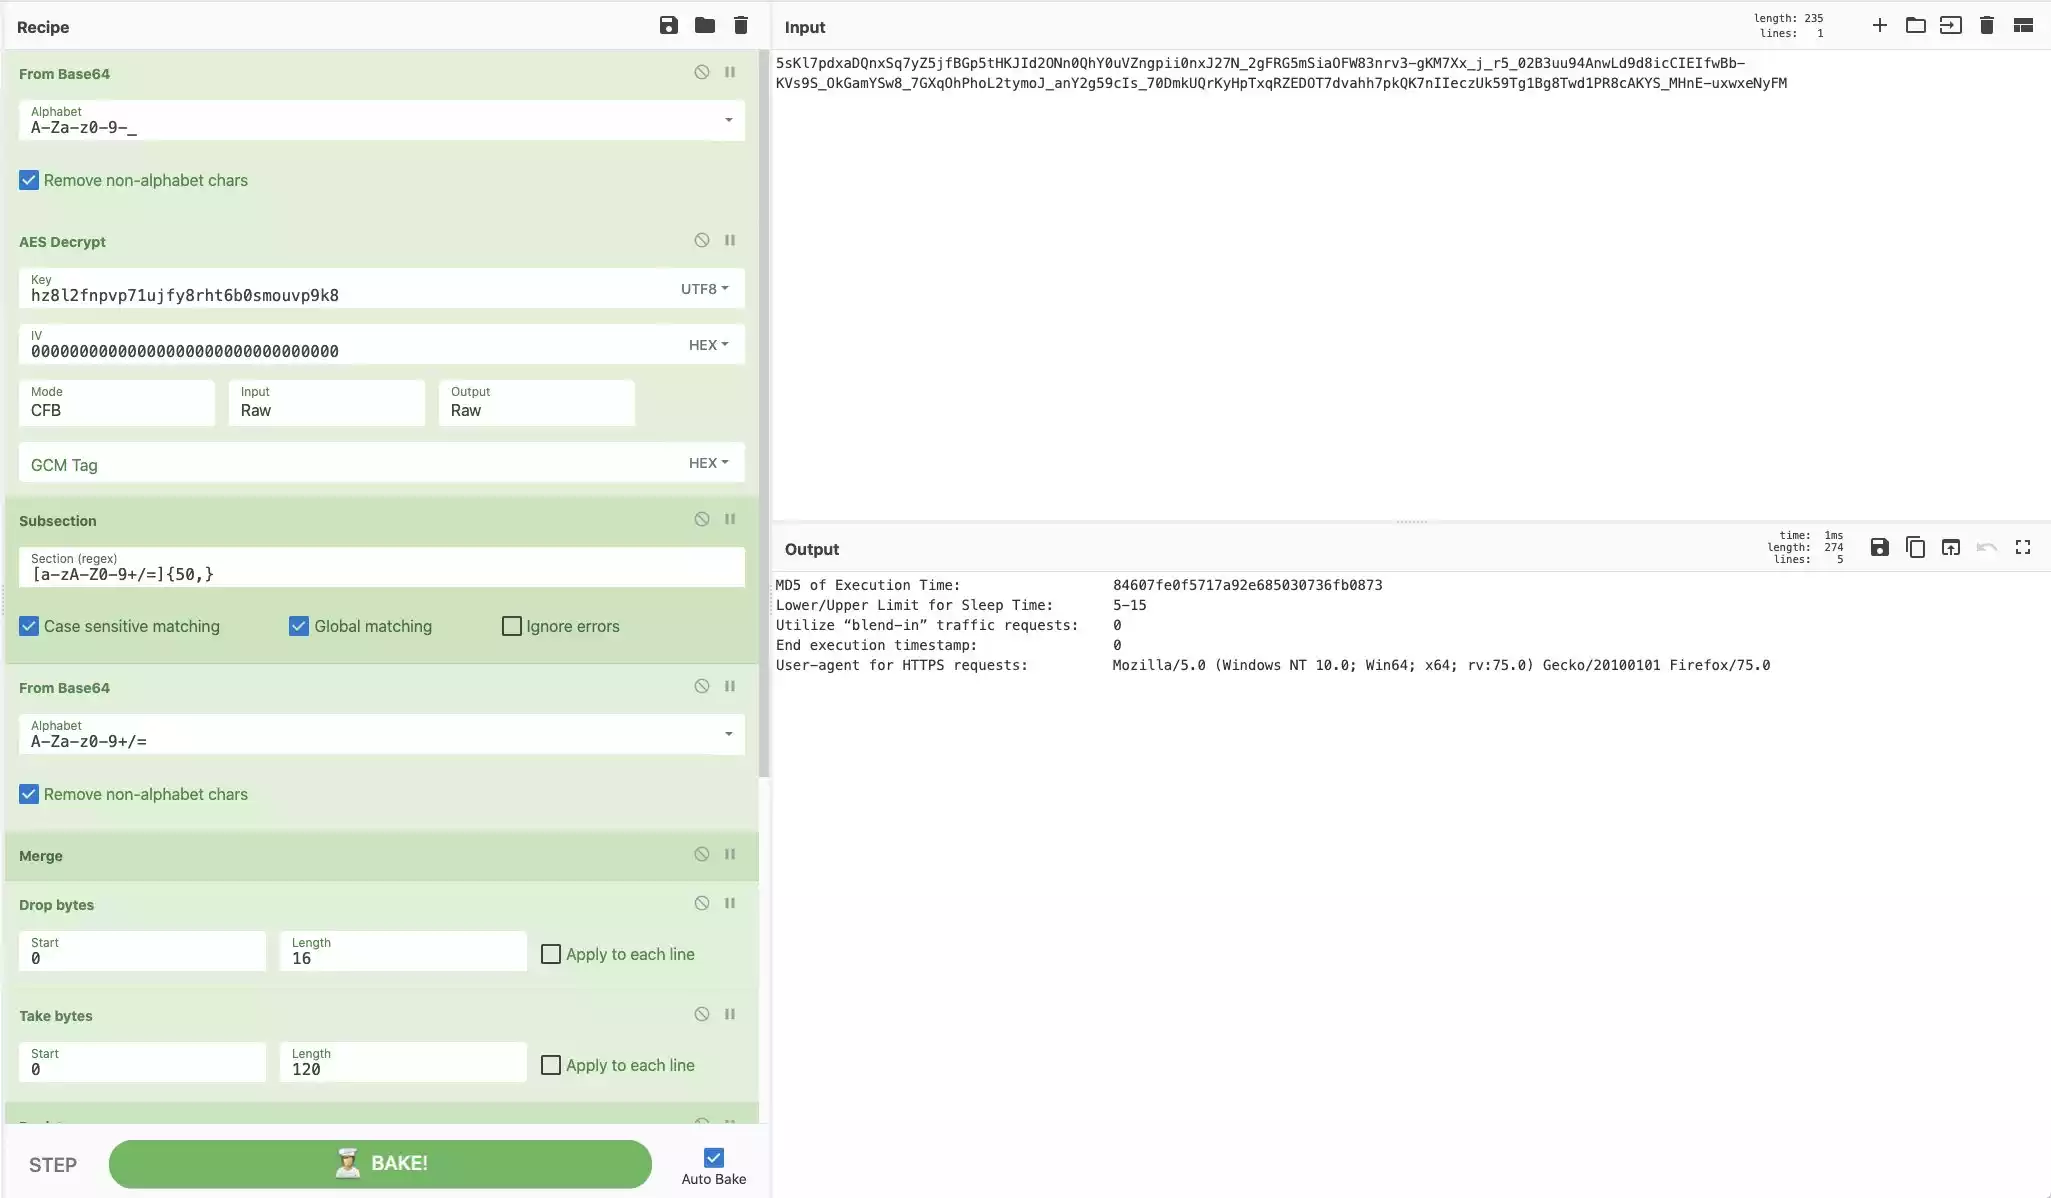 Recipe
From Base64
Alphabet
A-Za-z0-9-_
Remove non-alphabet chars
AES Decrypt
Key
hz8l2fnpvp71ujfy8rht6b0smouvp9k8
UTF8
IV
00000000000000000000000000000000
HEX
Mode
CFB
Input
Raw
Output
Raw
GCM Tag
HEX
Subsection
Section (regex)
[a-zA-Z0-9+/=]{50,}
Case sensitive matching
Global matching
Ignore errors
From Base64
Alphabet
A-Za-z0-9+/=
Remove non-alphabet chars
Merge
Drop bytes
Start
0
Length
16
Apply to each line
Take bytes
Start
0
Length
120
Apply to each line
STEP
BAKE!
Auto Bake
Input
length: 235
lines: 1
5sKl7pdxaDQnxSq7yZ5jfBGp5tHKJId2ONn0QhY0uVZngpii0nxJ27N_2gFRG5mSiaOFW83nrv3-gKM7Xx_j_r5_02B3uu94AnwLd9d8icCIEIfwBb-
KVs9S_OkGamYSw8_7GXqOhPhoL2tymoJ_anY2g59cIs_70DmkUQrKyHpTxqRZEDOT7dvahh7pkQK7nIIeczUk59Tg1Bg8Twd1PR8cAKYS_MHnE-uxwxeNyFM
Output
time: 1ms
length: 274
lines: 5
MD5 of Execution Time: 84607fe0f5717a92e685030736fb0873
Lower/Upper Limit for Sleep Time: 5-15
Utilize “blend-in” traffic requests: 0
End execution timestamp: 0
User-agent for HTTPS requests: Mozilla/5.0 (Windows NT 10.0; Win64; x64; rv:75.0) Gecko/20100101 Firefox/75.0